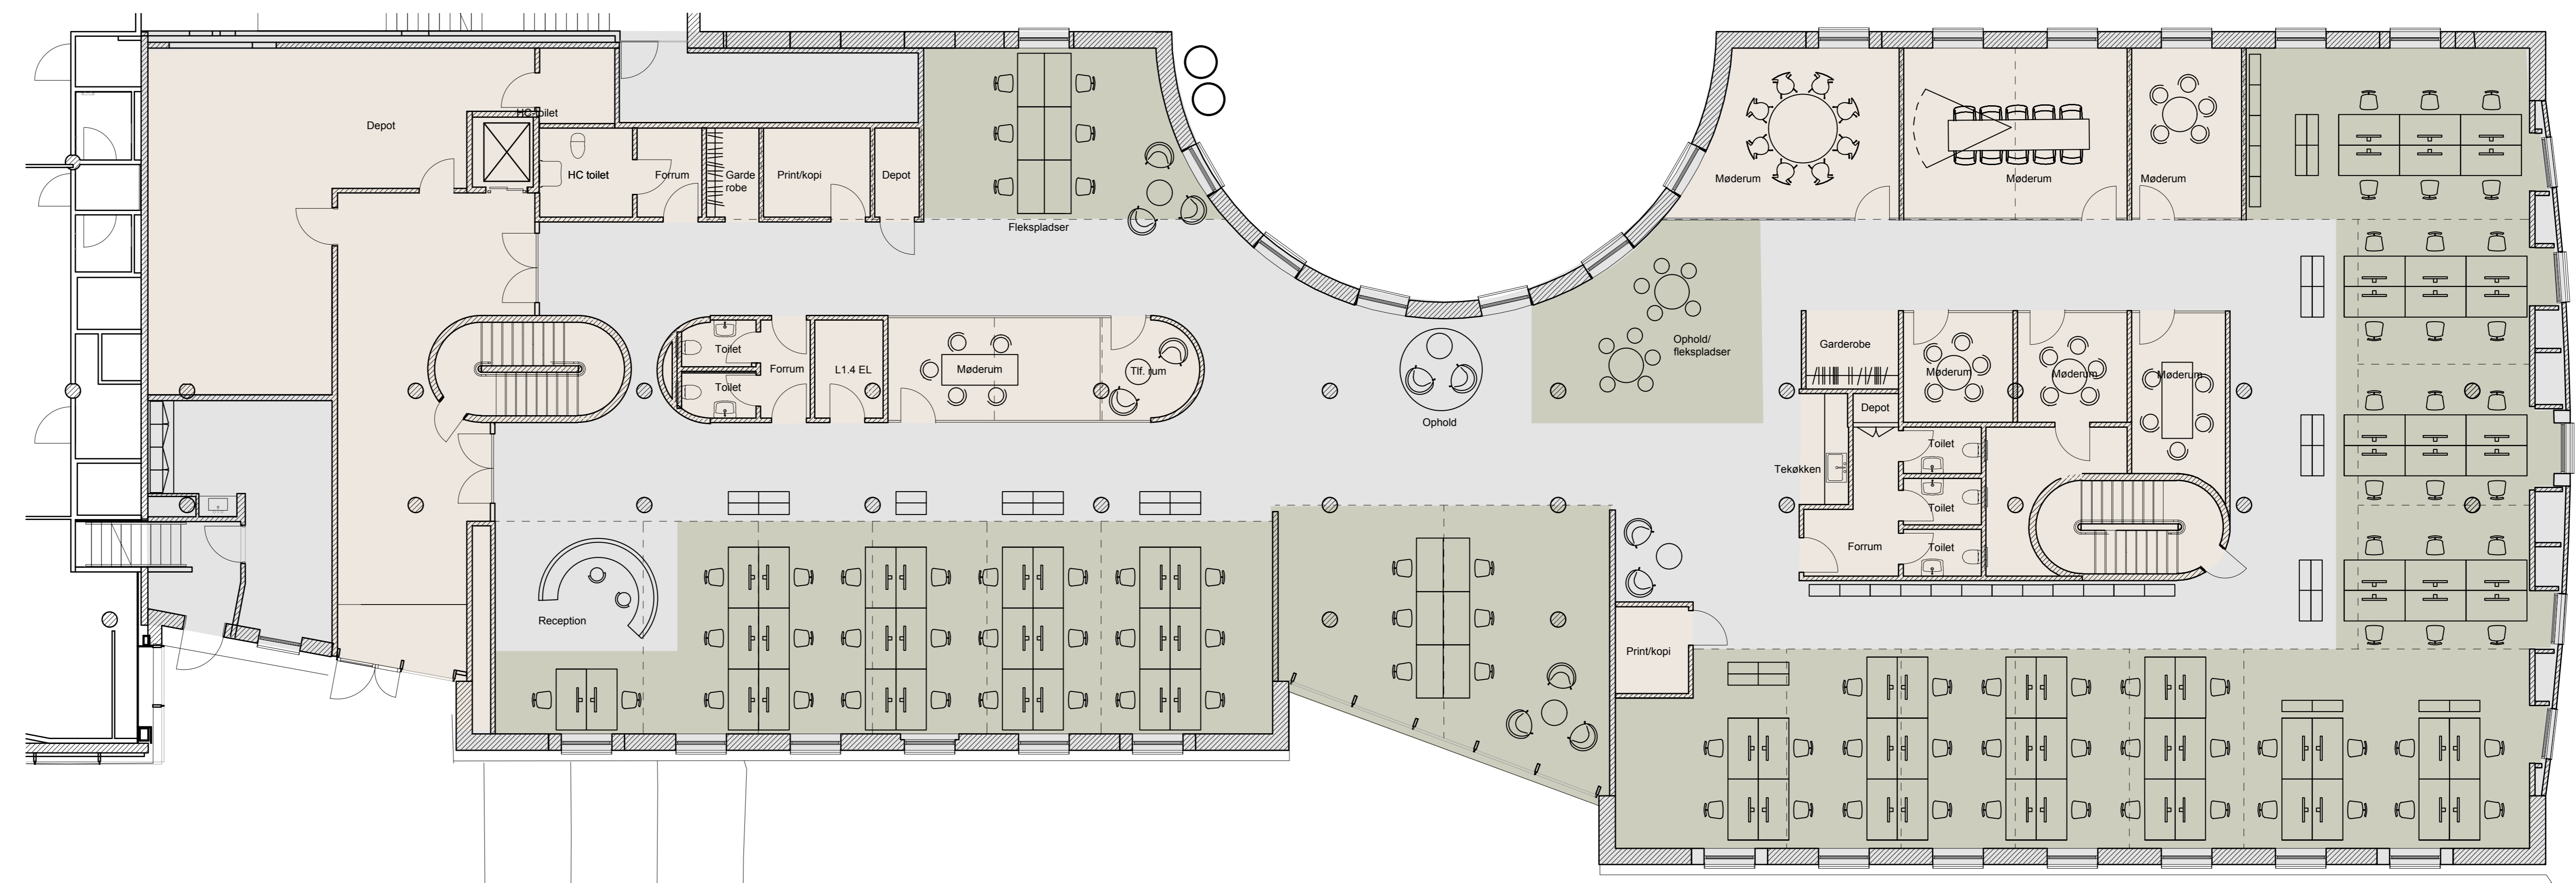 Depot
HC toilet
HC toilet
Forrum
Garde
robe
Print/kopi
Depot
Flekspladser
Møderum
Møderum
Møderum
Toilet
Toilet
Forrum
L1.4 EL
Møderum
Tlf. rum
Ophold
Ophold/
flekspladser
Garderobe
Møderum
Møderum
Møderum
Depot
Tekøkken
Toilet
Toilet
Toilet
Forrum
Reception
Print/kopi